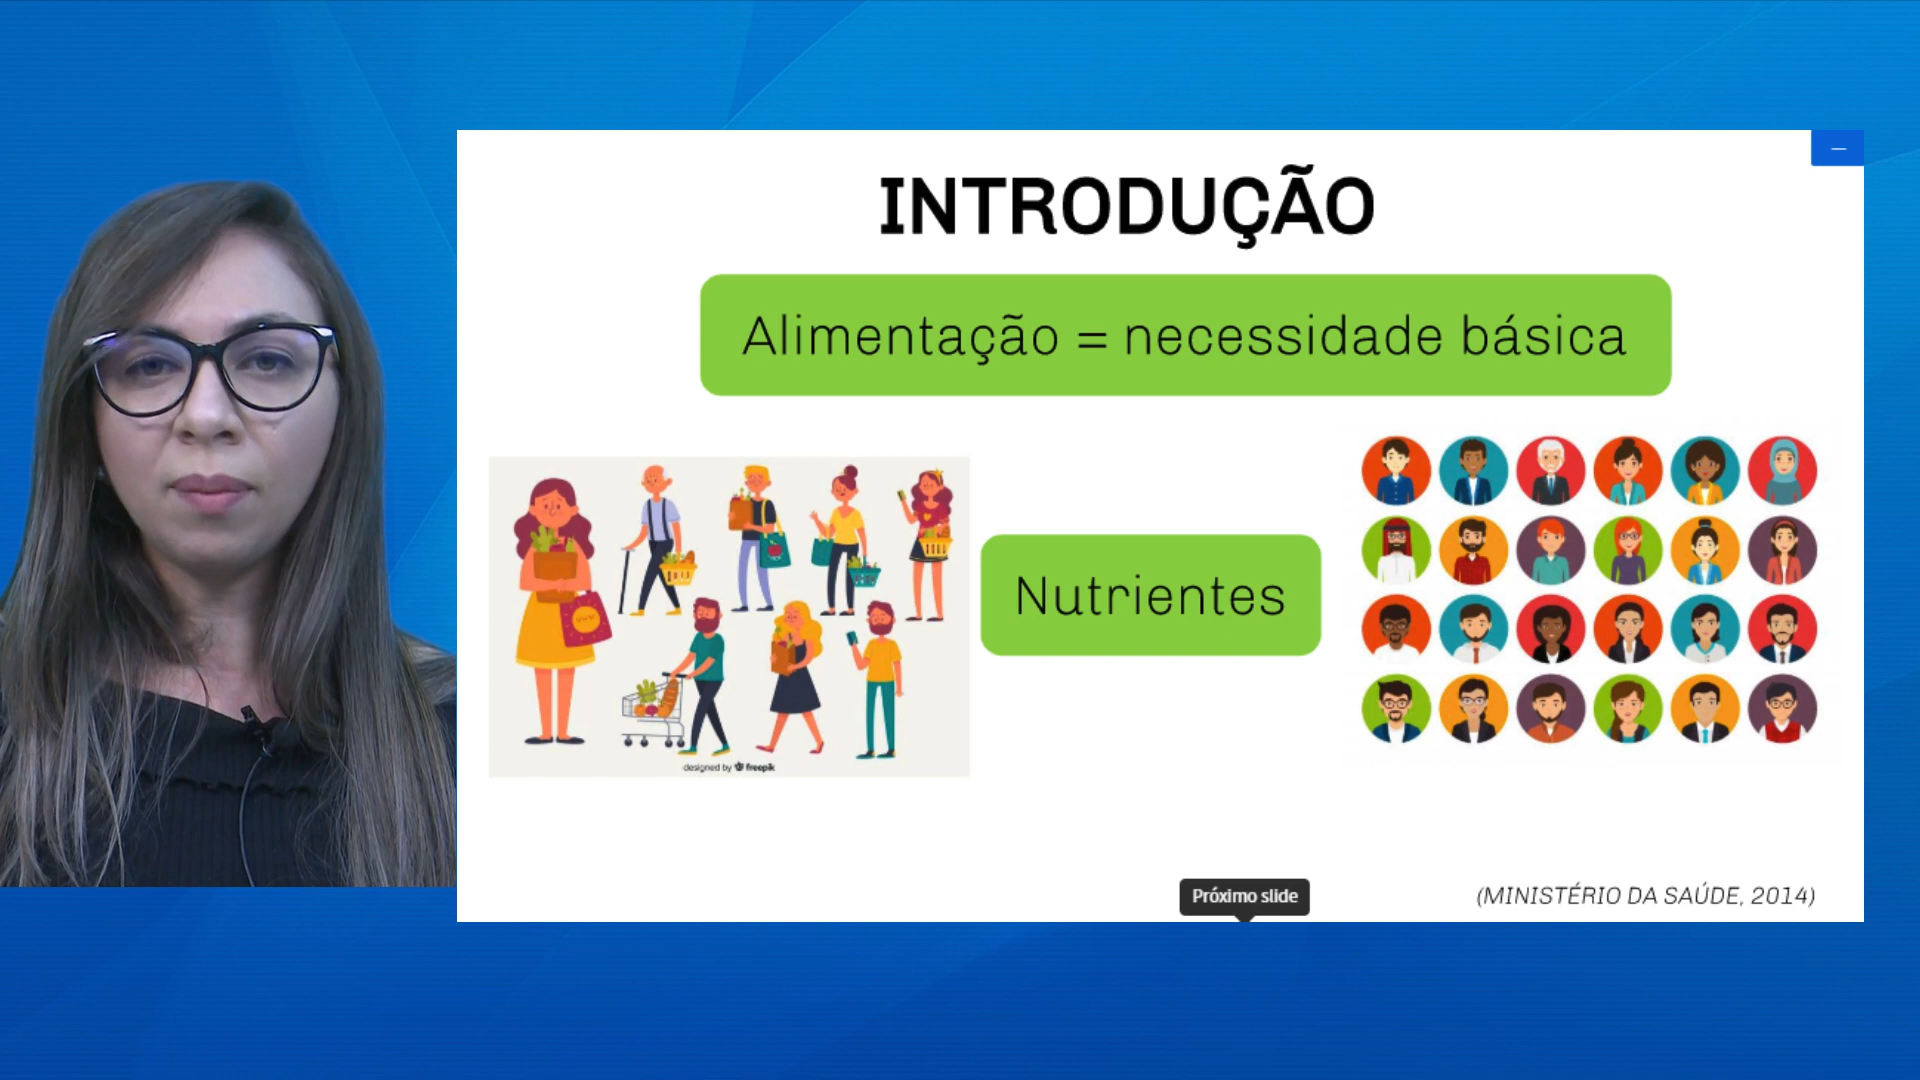 INTRODUÇÃO
Alimentação = necessidade básica
Nutrientes
designed by freepik
Próximo slide
(MINISTÉRIO DA SAÚDE, 2014)